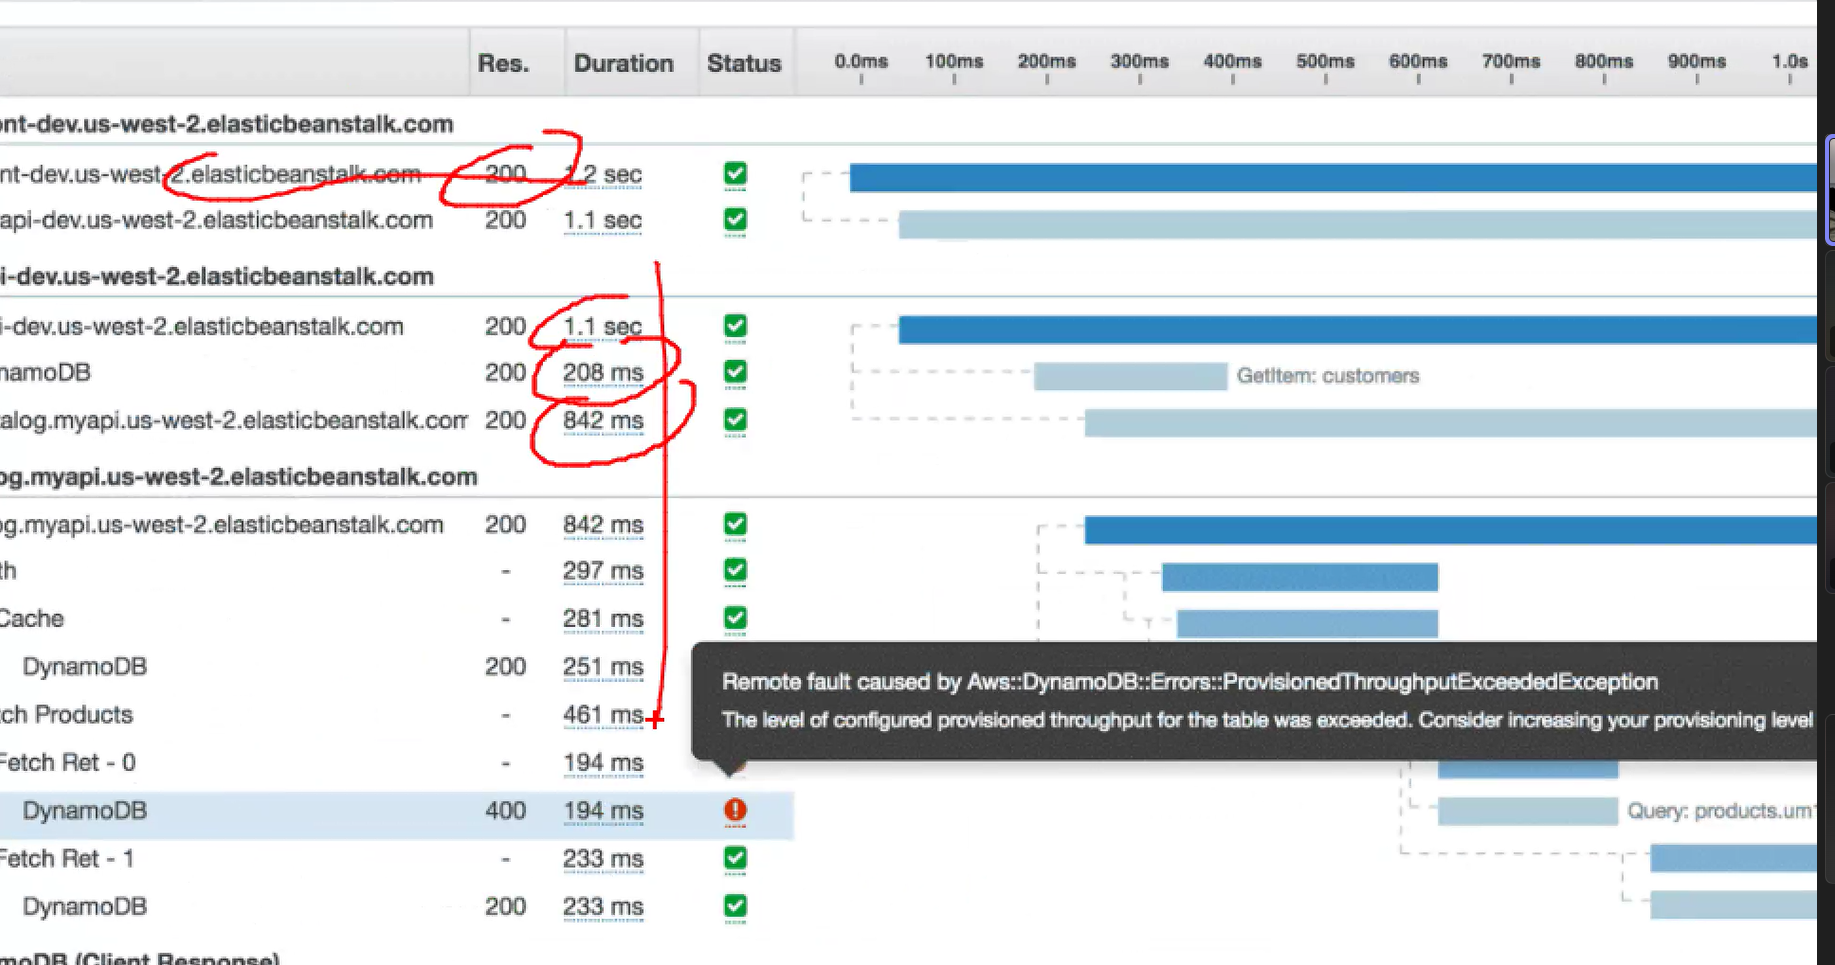 Res. Duration Status 0.0ms 100ms 200ms 300ms 400ms 500ms 600ms 700ms 800ms 900ms 1.0s
ont-dev.us-west-2.elasticbeanstalk.com
nt-dev.us-west-2.elasticbeanstalk.com 200 1.2 sec
api-dev.us-west-2.elasticbeanstalk.com 200 1.1 sec
i-dev.us-west-2.elasticbeanstalk.com
i-dev.us-west-2.elasticbeanstalk.com 200 1.1 sec
namoDB 200 208 ms GetItem: customers
talog.myapi.us-west-2.elasticbeanstalk.com 200 842 ms
og.myapi.us-west-2.elasticbeanstalk.com
og.myapi.us-west-2.elasticbeanstalk.com 200 842 ms
th - 297 ms
Cache - 281 ms
DynamoDB 200 251 ms
Remote fault caused by Aws::DynamoDB::Errors::ProvisionedThroughputExceededException
tch Products - 461 ms
The level of configured provisioned throughput for the table was exceeded. Consider increasing your provisioning level
Fetch Ret - 0 - 194 ms
DynamoDB 400 194 ms Query: products.um
Fetch Ret - 1 - 233 ms
DynamoDB 200 233 ms
moDB (Client Response)